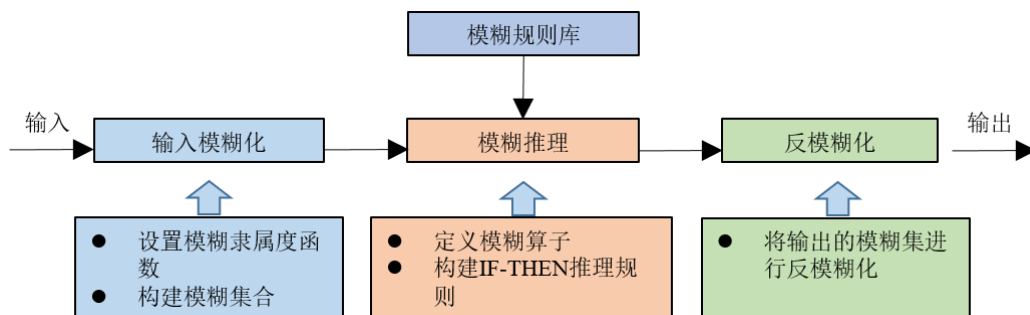 模糊规则库
输入
输入模糊化
模糊推理
反模糊化
输出
● 设置模糊隶属度函
数
● 构建模糊集合
● 定义模糊算子
● 构建IF-THEN推理规
则
● 将输出的模糊集进
行反模糊化